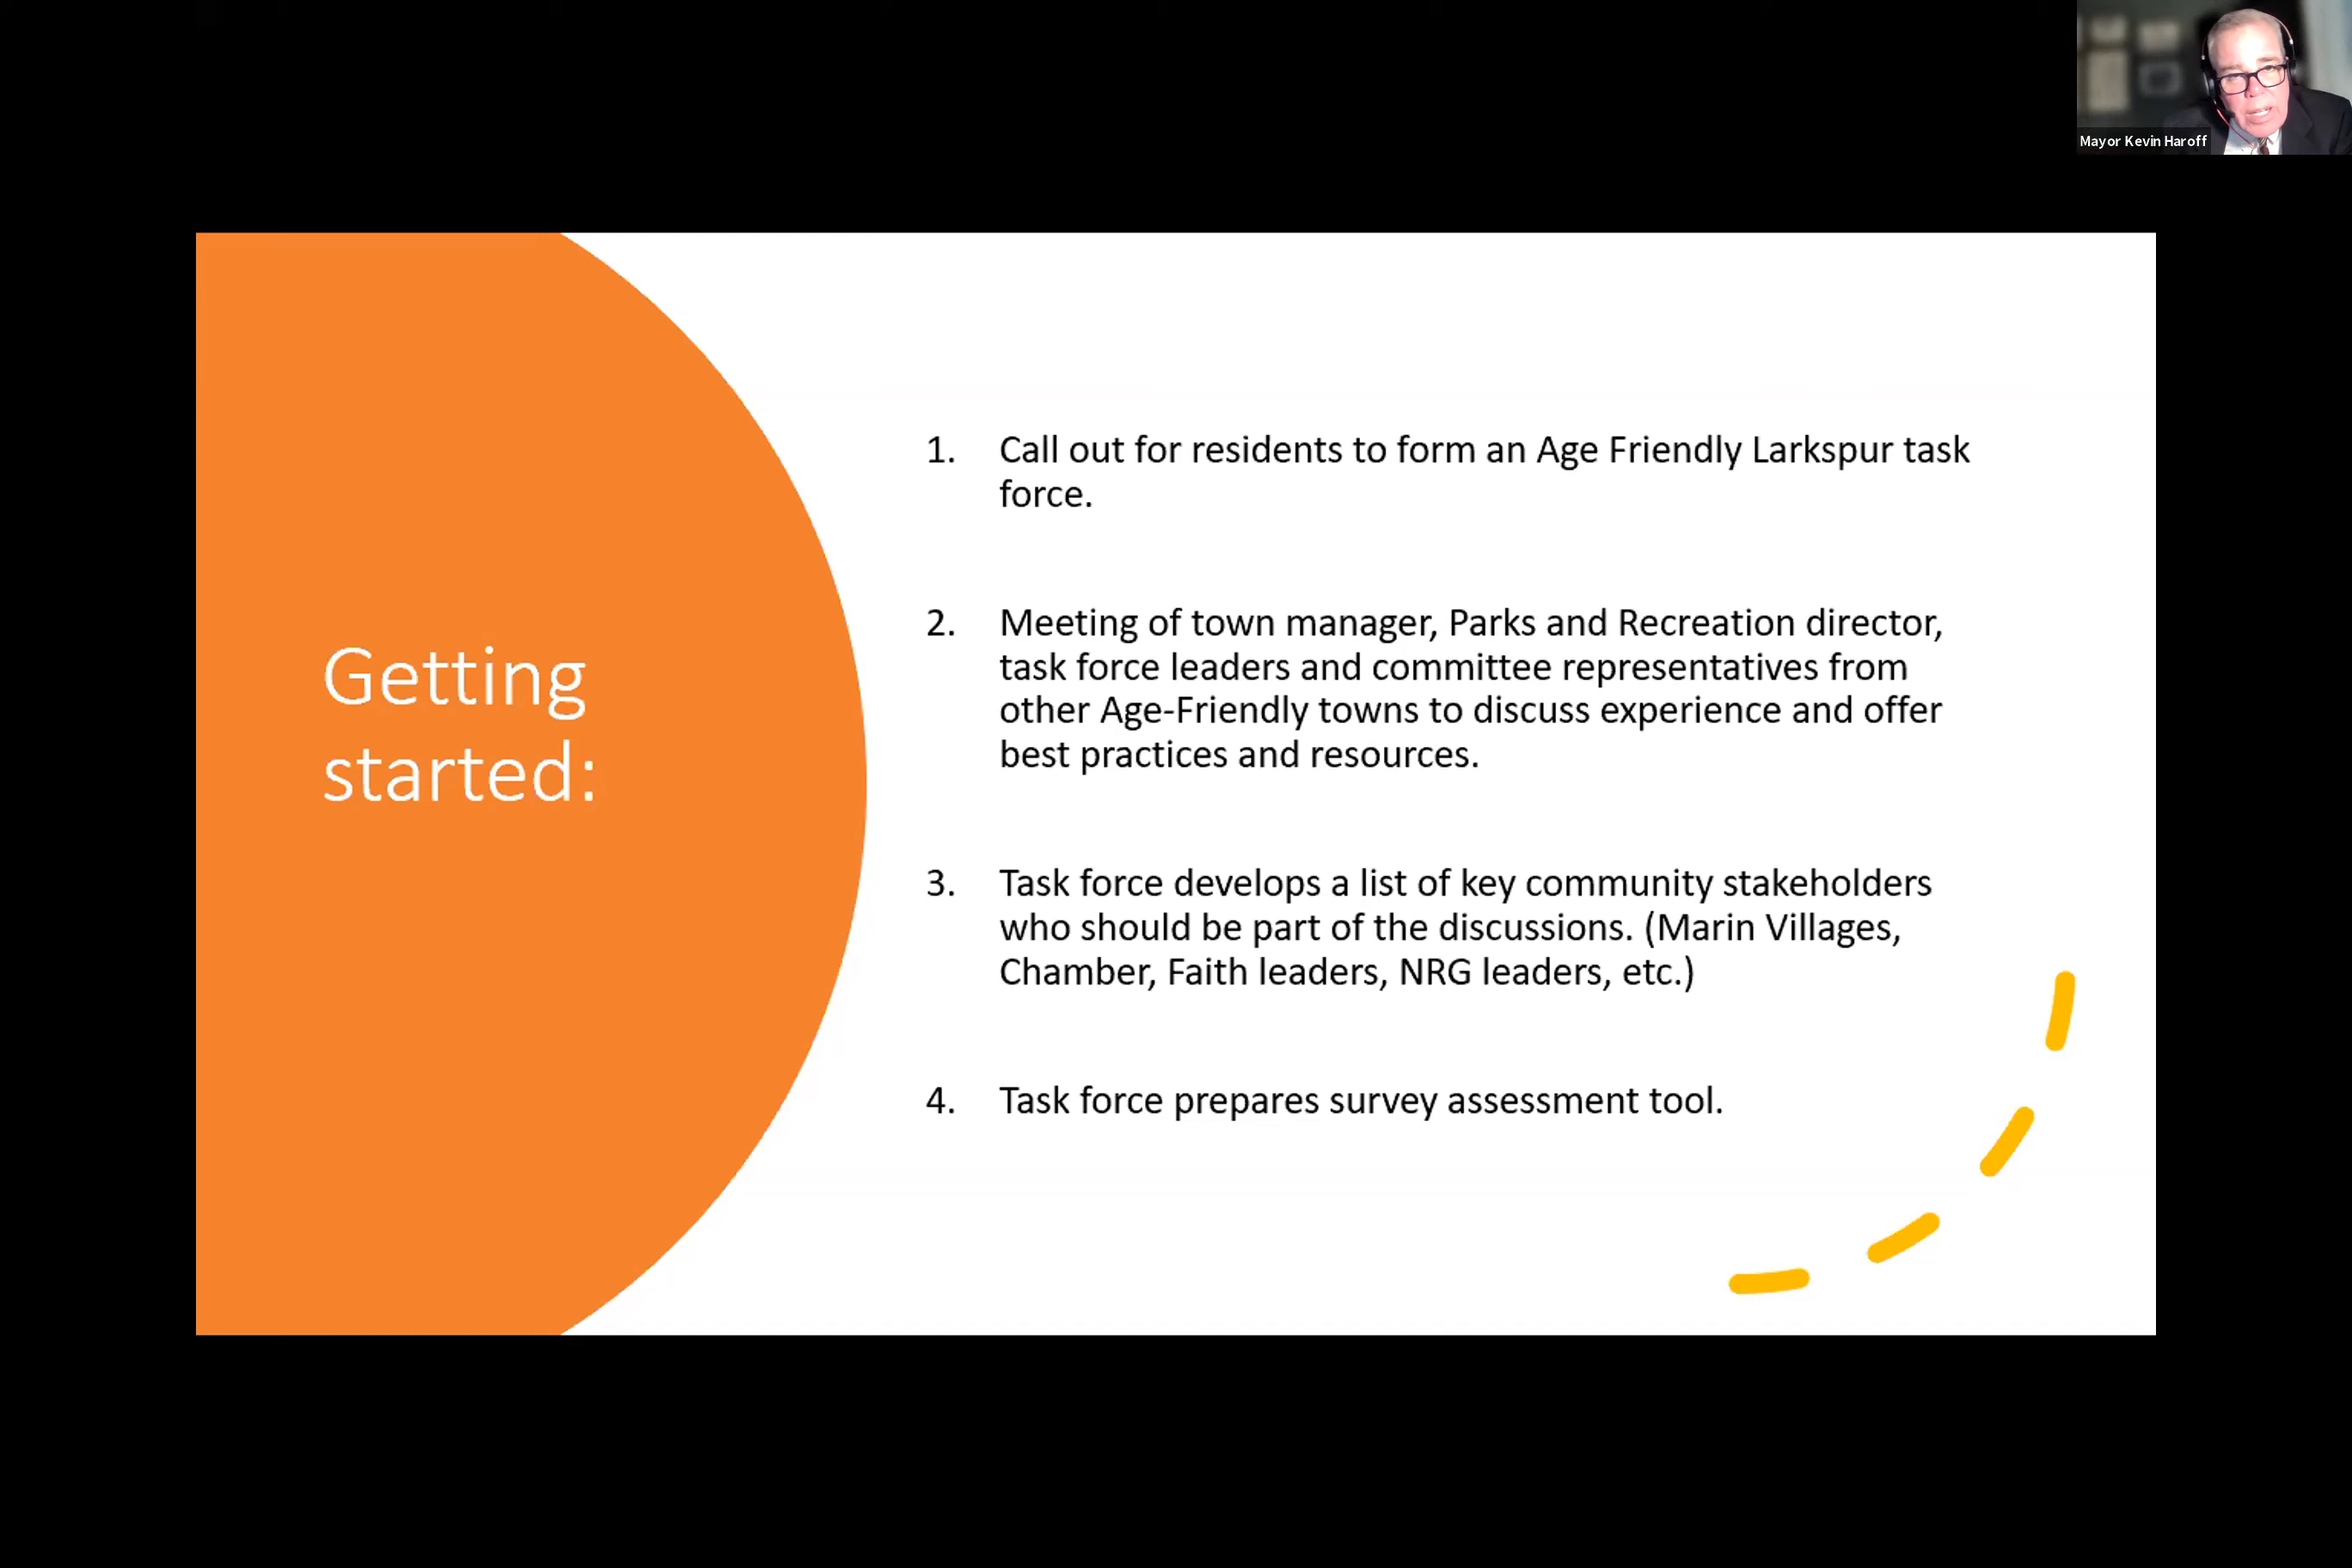 Mayor Kevin Haroff
Getting
started:
1. Call out for residents to form an Age Friendly Larkspur task
force.
2. Meeting of town manager, Parks and Recreation director,
task force leaders and committee representatives from
other Age-Friendly towns to discuss experience and offer
best practices and resources.
3. Task force develops a list of key community stakeholders
who should be part of the discussions. (Marin Villages,
Chamber, Faith leaders, NRG leaders, etc.)
4. Task force prepares survey assessment tool.